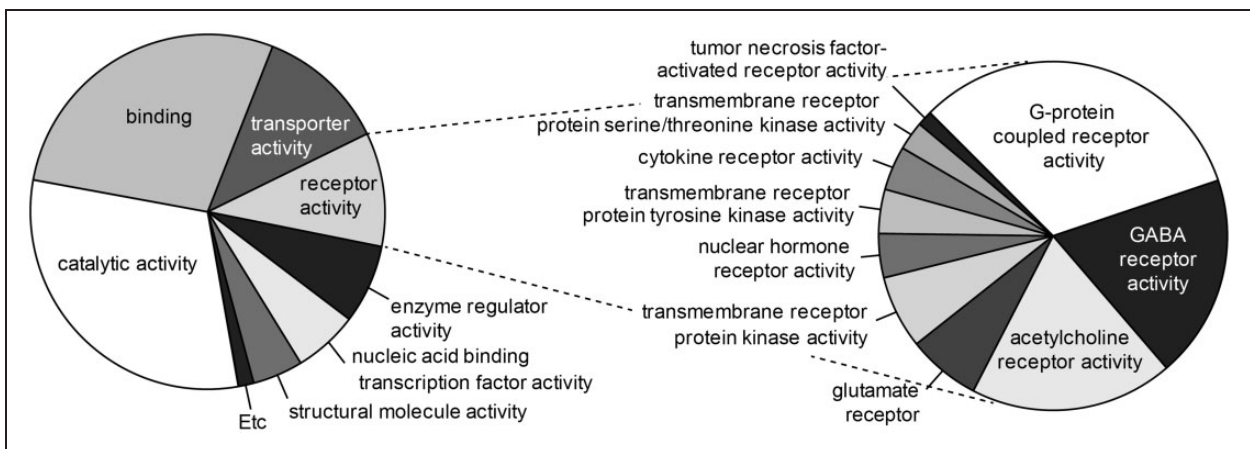 binding
transporter
activity
receptor
activity
catalytic activity
enzyme regulator
activity
nucleic acid binding
transcription factor activity
structural molecule activity
Etc
tumor necrosis factor-
activated receptor activity
transmembrane receptor
protein serine/threonine kinase activity
cytokine receptor activity
transmembrane receptor
protein tyrosine kinase activity
nuclear hormone
receptor activity
transmembrane receptor
protein kinase activity
glutamate
receptor
G-protein
coupled receptor
activity
GABA
receptor
activity
acetylcholine
receptor activity